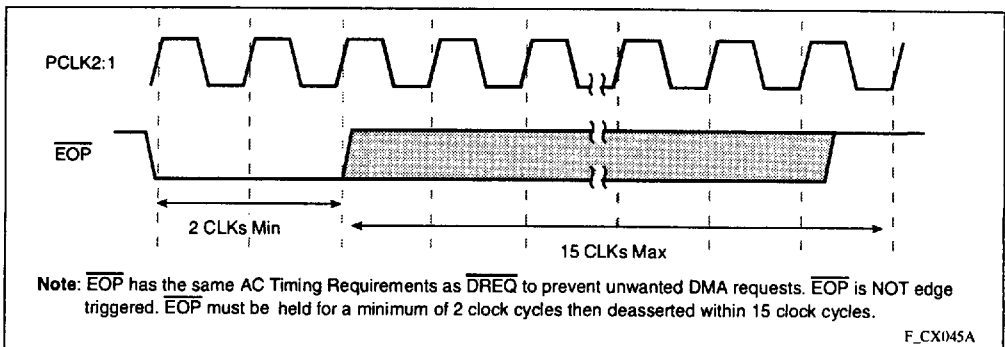 PCLK2:1
EOP
2 CLKs Min
15 CLKs Max
Note: EOP has the same AC Timing Requirements as DREQ to prevent unwanted DMA requests. EOP is NOT edge
triggered. EOP must be held for a minimum of 2 clock cycles then deasserted within 15 clock cycles.
F_CX045A